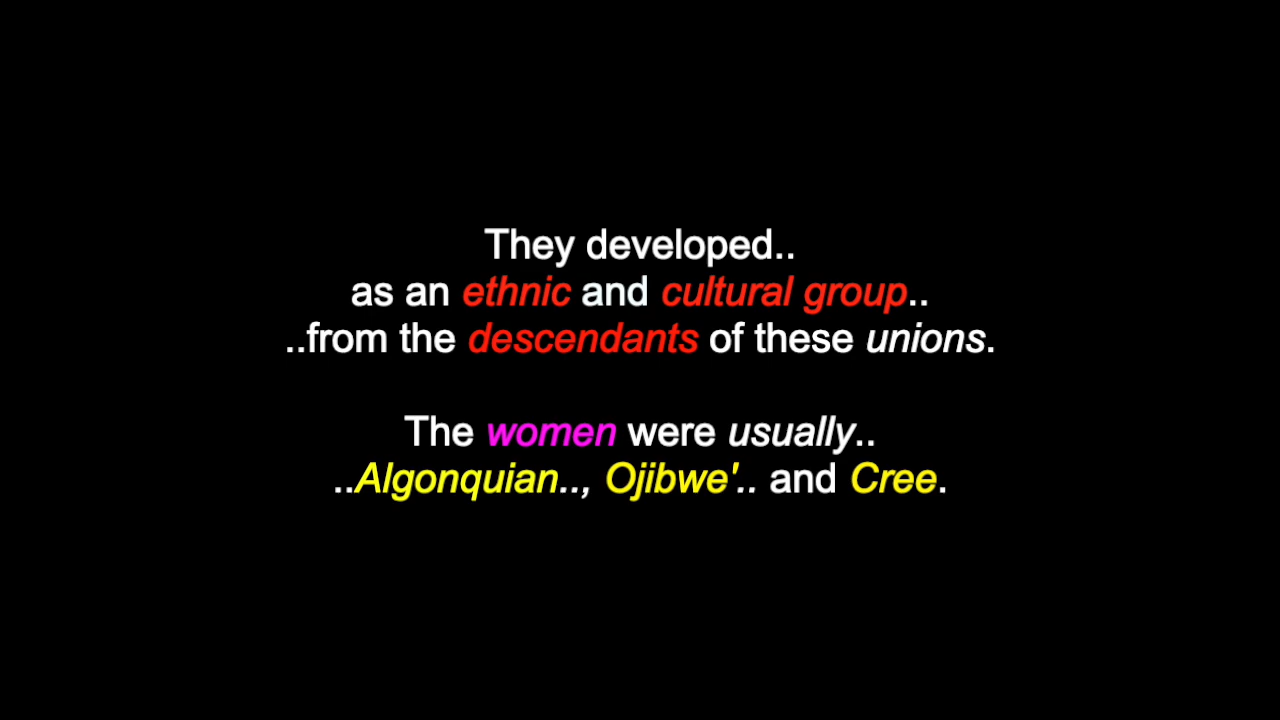 They developed..
as an ethnic and cultural group..
..from the descendants of these unions.
The women were usually..
..Algonquian.., Ojibwe'.. and Cree.